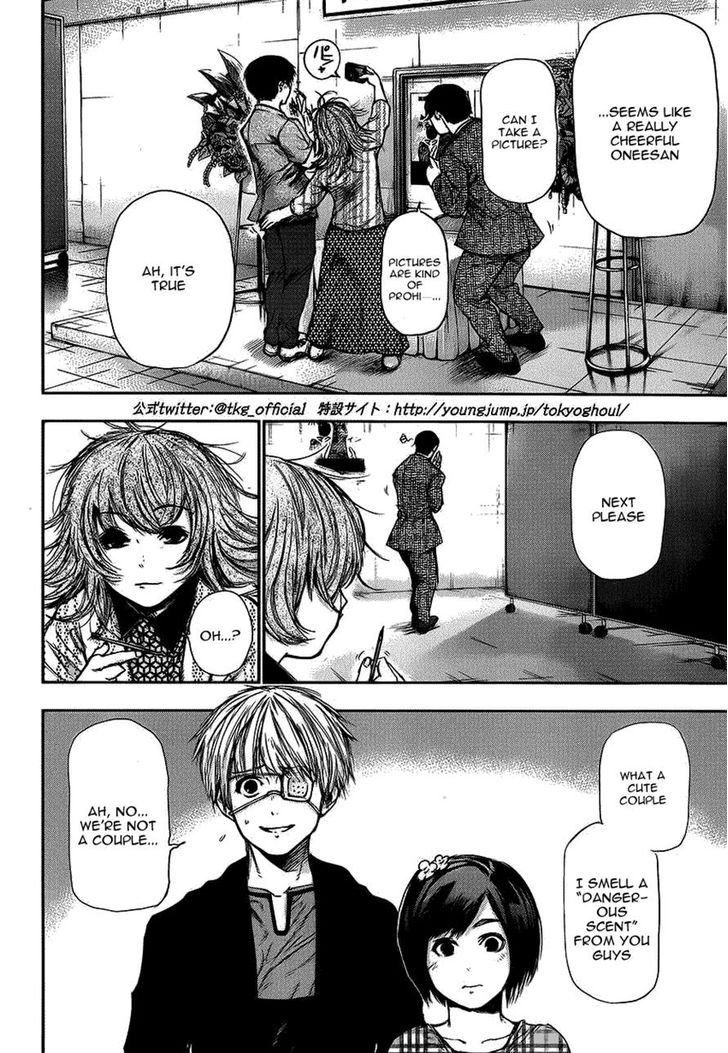 ...SEEMS LIKE
A REALLY
CHEERFUL
ONEESAN
CAN I
TAKE A
PICTURE?
PICTURES
ARE KIND
OF
PROHI-...
AH, IT'S
TRUE
公式twitter:@tkg_official 特設サイト：http://youngjump.jp/tokyoghoul/
NEXT
PLEASE
OH...?
WHAT A
CUTE
COUPLE
I SMELL A
"DANGER-
OUS
SCENT"
FROM YOU
GUYS
AH, NO...
WE'RE NOT
A COUPLE...